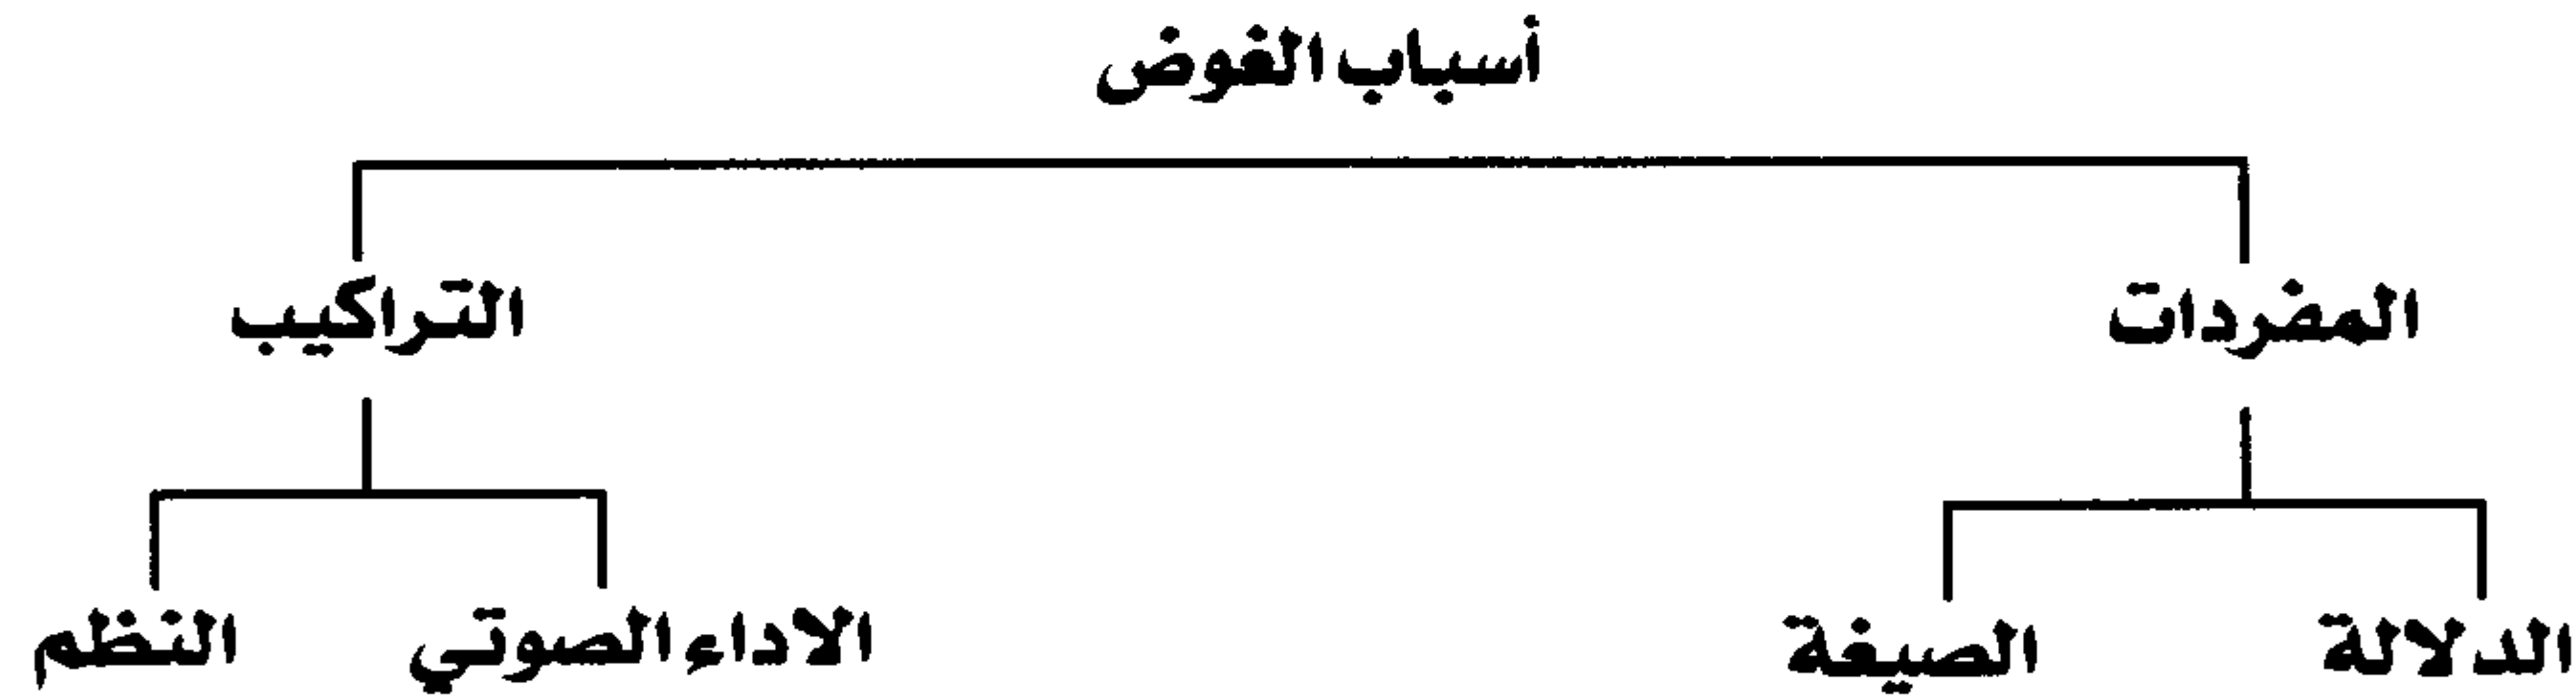 أسباب الغوض
المفردات التراكيب
الدلالة الصيغة الاداء الصوتي النظم